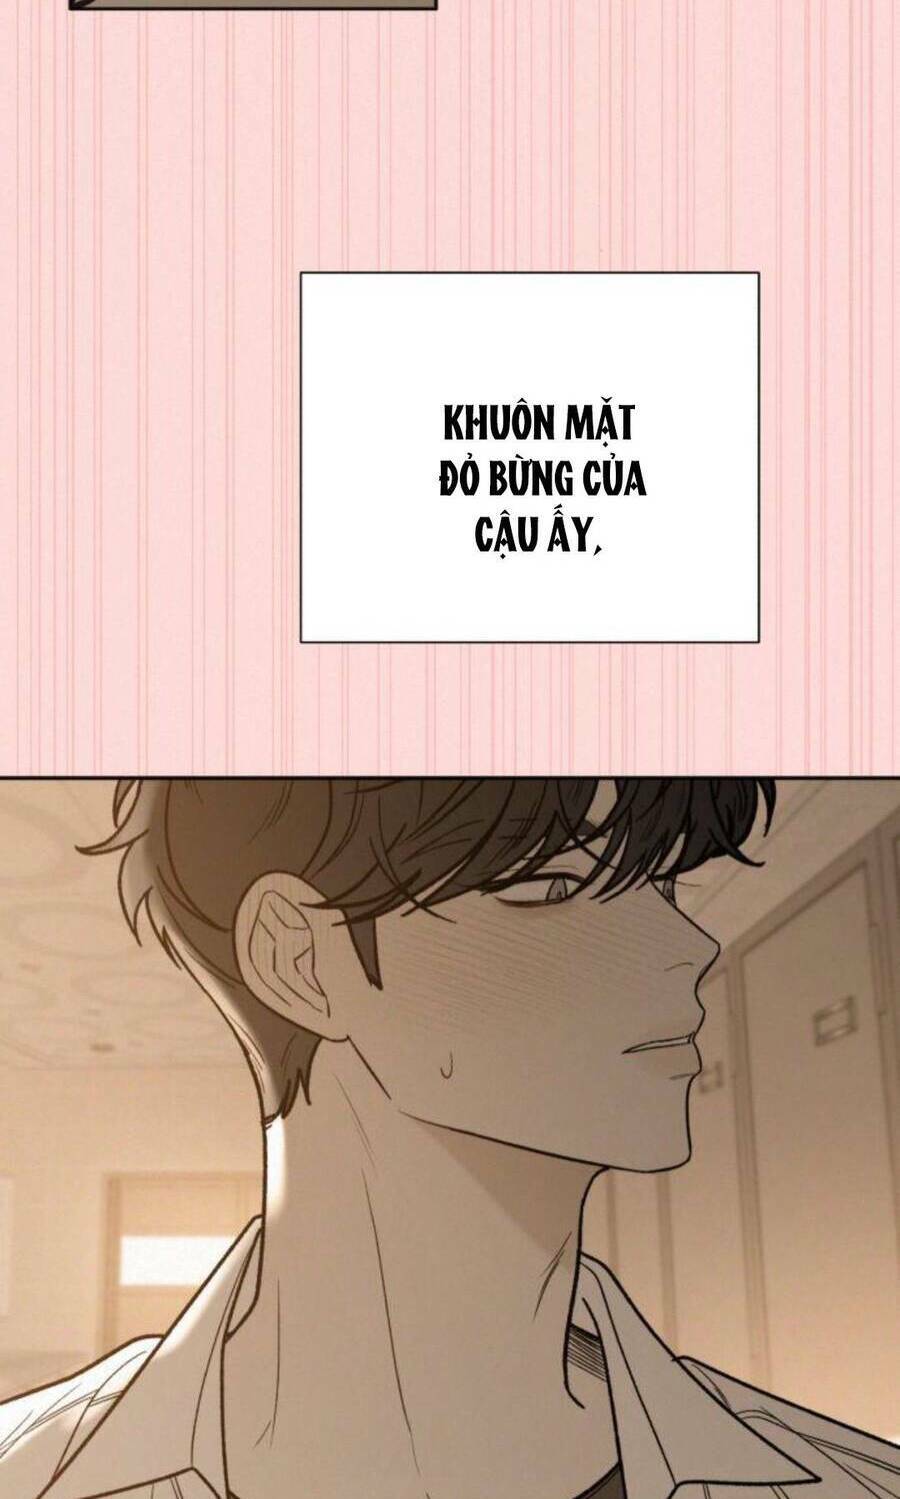 KHUÔN MẶT
ĐỎ BỪNG CỦA
CẬU ẤY,